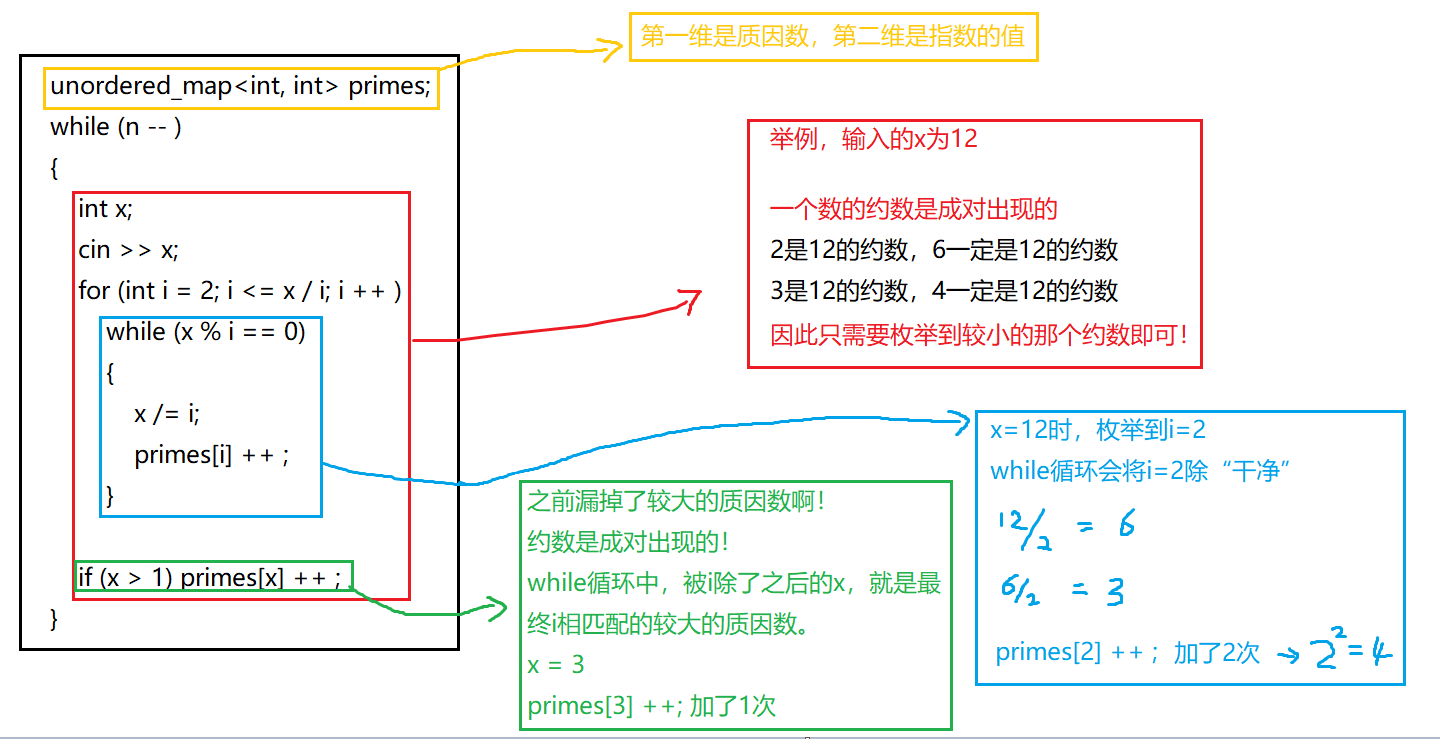 第一维是质因数，第二维是指数的值
unordered_map<int, int> primes;
while (n -- )
{
int x;
cin >> x;
for (int i = 2; i <= x / i; i ++ )
while (x % i == 0)
{
x /= i;
primes[i] ++ ;
}
if (x > 1) primes[x] ++ ;
}
举例，输入的x为12
一个数的约数是成对出现的
2是12的约数，6一定是12的约数
3是12的约数，4一定是12的约数
因此只需要枚举到较小的那个约数即可！
x=12时，枚举到i=2
while循环会将i=2除“干净”
12/2 = 6
6/2 = 3
primes[2] ++ ; 加了2次 → 2²=4
之前漏掉了较大的质因数啊！
约数是成对出现的！
while循环中，被i除了之后的x，就是最
终i相匹配的较大的质因数。
x = 3
primes[3] ++; 加了1次